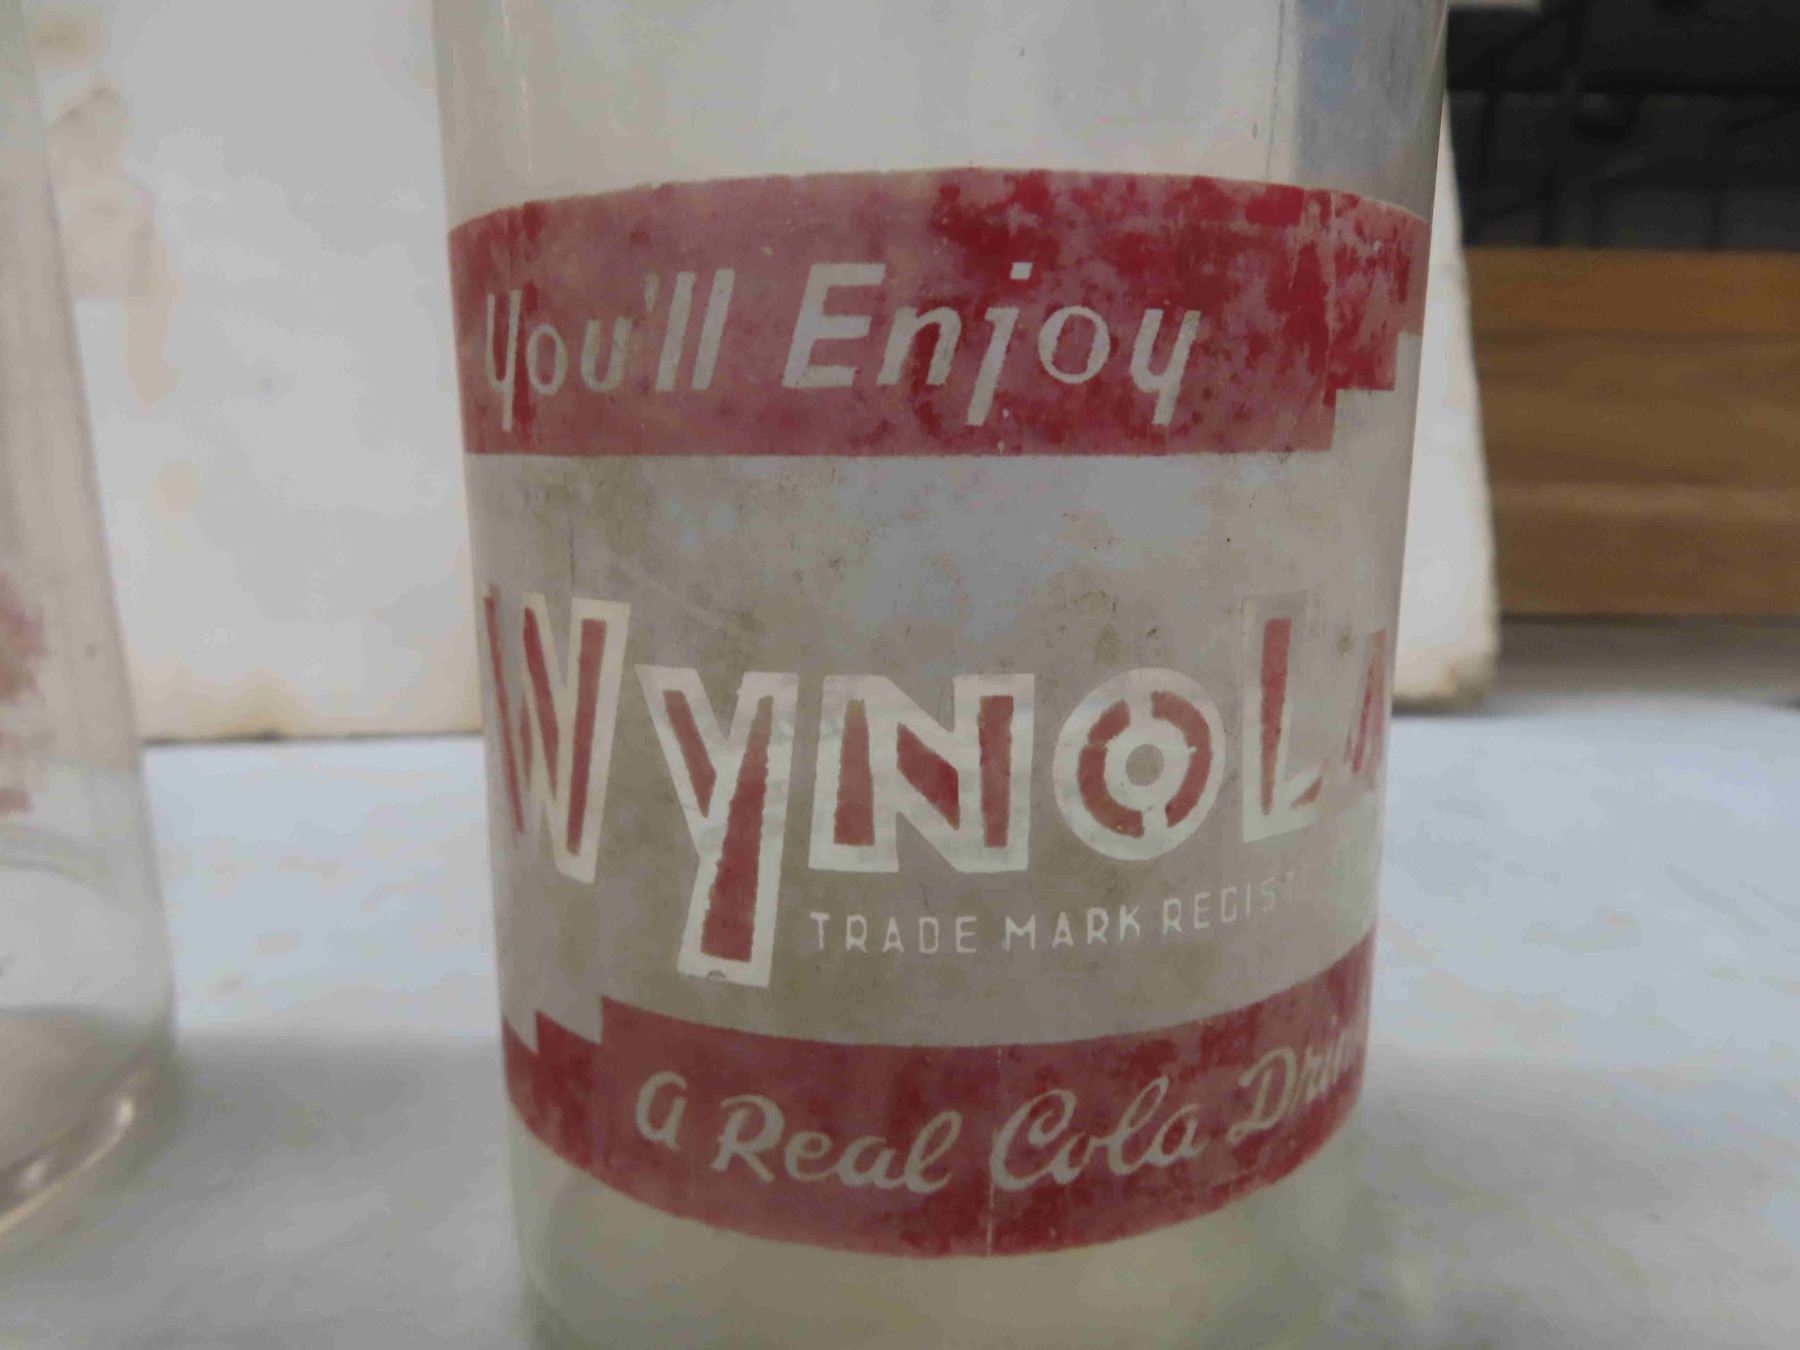 You'll Enjoy
WYNOLA
TRADE MARK REGIST
A Real Cola Drin